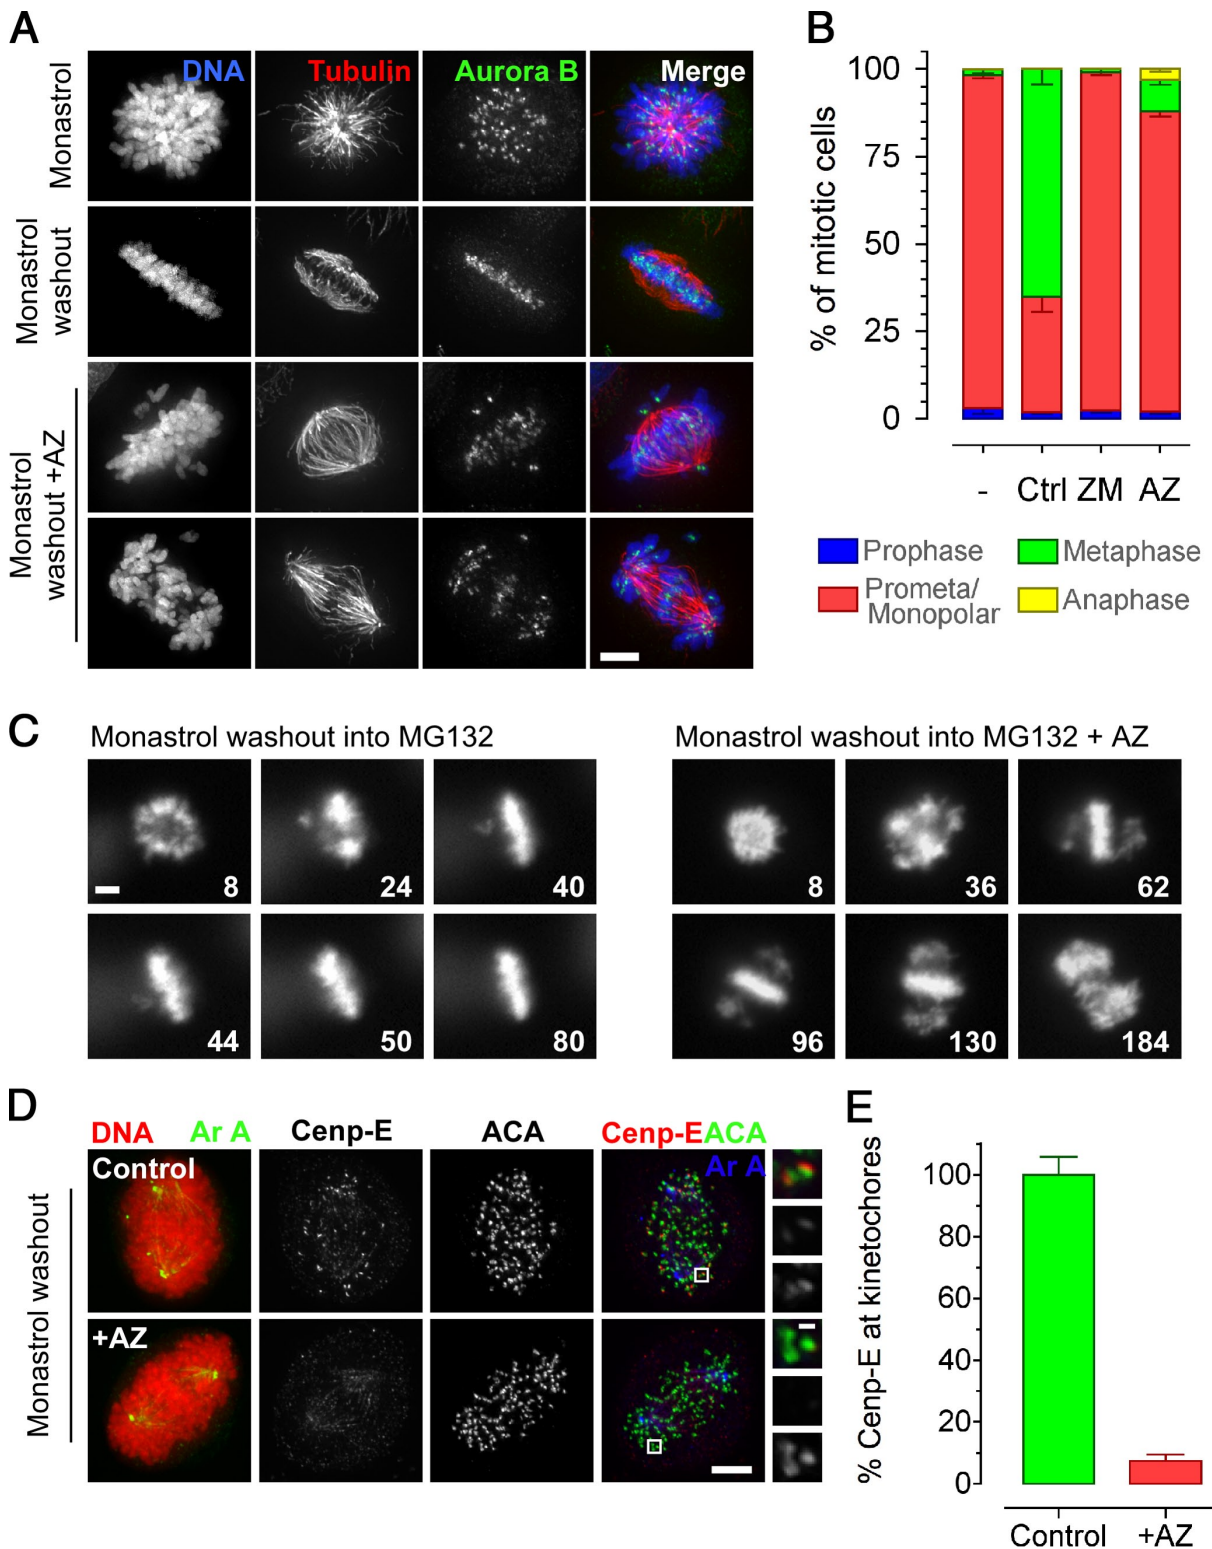 A
DNA
Tubulin
Aurora B
Merge
Monastrol
Monastrol
washout
Monastrol
washout +AZ
B
% of mitotic cells
100
75
50
25
0
-
Ctrl
ZM
AZ
Prophase
Metaphase
Prometa/
Monopolar
Anaphase
C
Monastrol washout into MG132
8
24
40
44
50
80
Monastrol washout into MG132 + AZ
8
36
62
96
130
184
D
Monastrol washout
DNA
Ar A
Cenp-E
ACA
Cenp-E ACA
Ar A
Control
+AZ
E
% Cenp-E at kinetochores
100
80
60
40
20
0
Control
+AZ